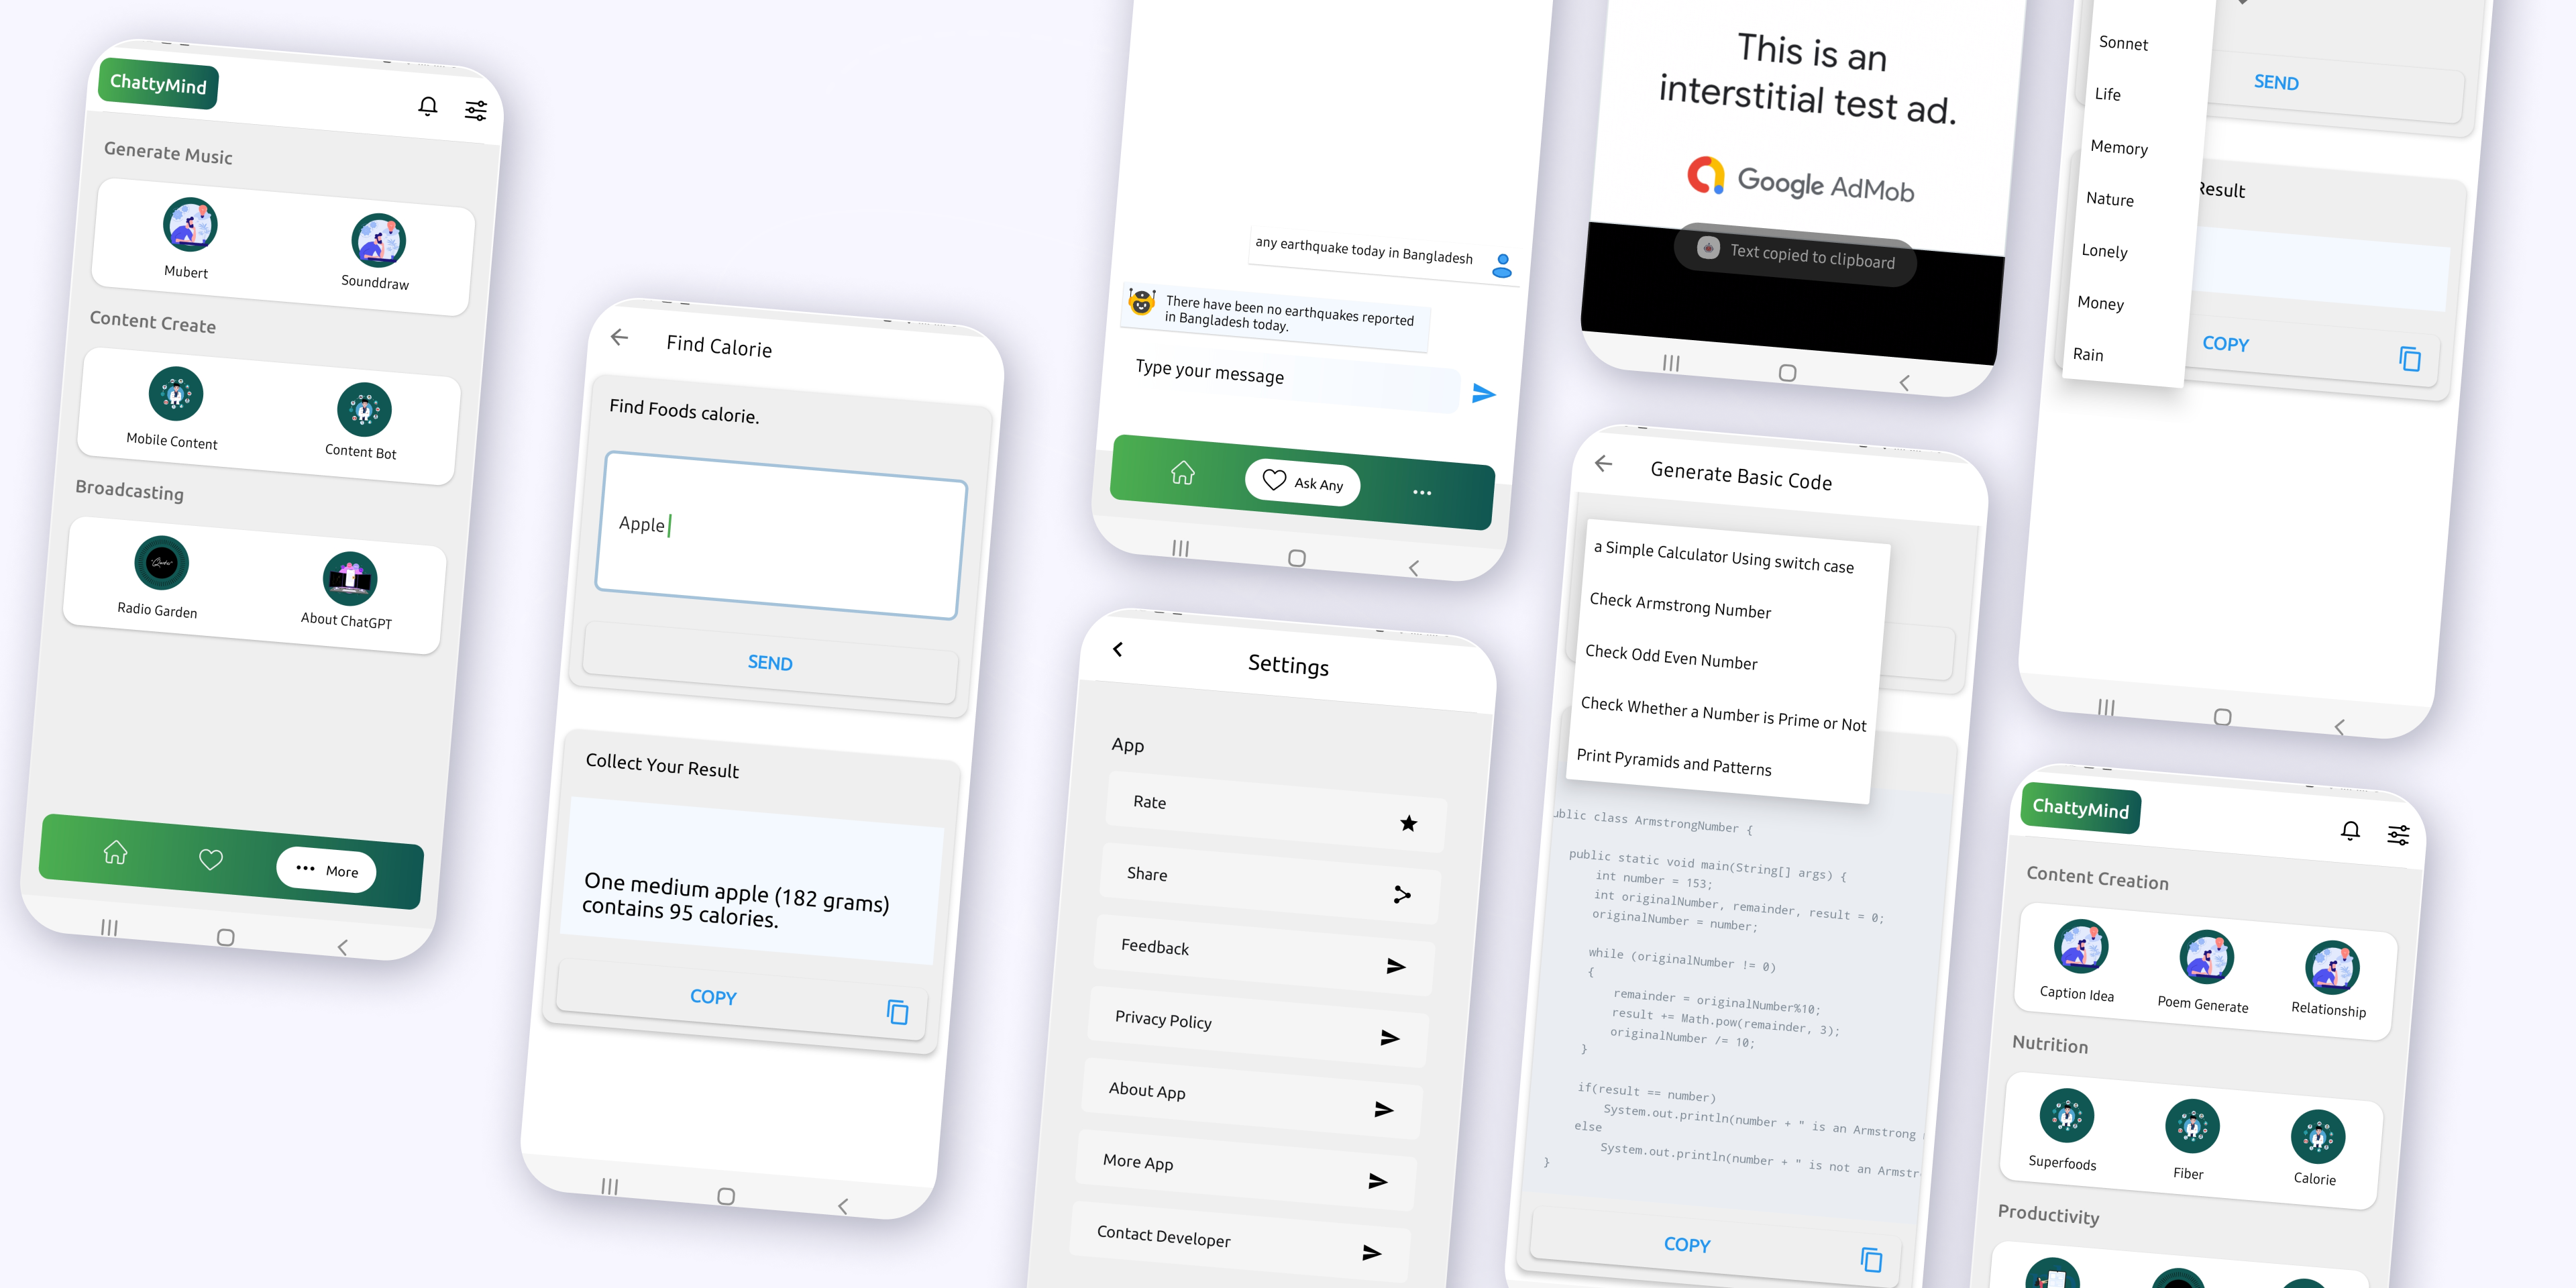 ChattyMind
Generate Music
Mubert
Sounddraw
Content Create
Mobile Content
Content Bot
Broadcasting
Radio Garden
About ChatGPT
More
Find Calorie
Find Foods calorie.
Apple
SEND
Collect Your Result
One medium apple (182 grams)
contains 95 calories.
COPY
any earthquake today in Bangladesh
There have been no earthquakes reported
in Bangladesh today.
Type your message
Ask Any
Settings
App
Rate
Share
Feedback
Privacy Policy
About App
More App
Contact Developer
This is an
interstitial test ad.
Google AdMob
Text copied to clipboard
Generate Basic Code
a Simple Calculator Using switch case
Check Armstrong Number
Check Odd Even Number
Check Whether a Number is Prime or Not
Print Pyramids and Patterns
ublic class ArmstrongNumber {
public static void main(String[] args) {
int number = 153;
int originalNumber, remainder, result = 0;
originalNumber = number;
while (originalNumber != 0)
{
remainder = originalNumber%10;
result += Math.pow(remainder, 3);
originalNumber /= 10;
}
if(result == number)
System.out.println(number + " is an Armstrong
else
System.out.println(number + " is not an Armstr
}
COPY
Sonnet
Life
Memory
Nature
Lonely
Money
Rain
SEND
Result
COPY
ChattyMind
Content Creation
Caption Idea
Poem Generate
Relationship
Nutrition
Superfoods
Fiber
Calorie
Productivity